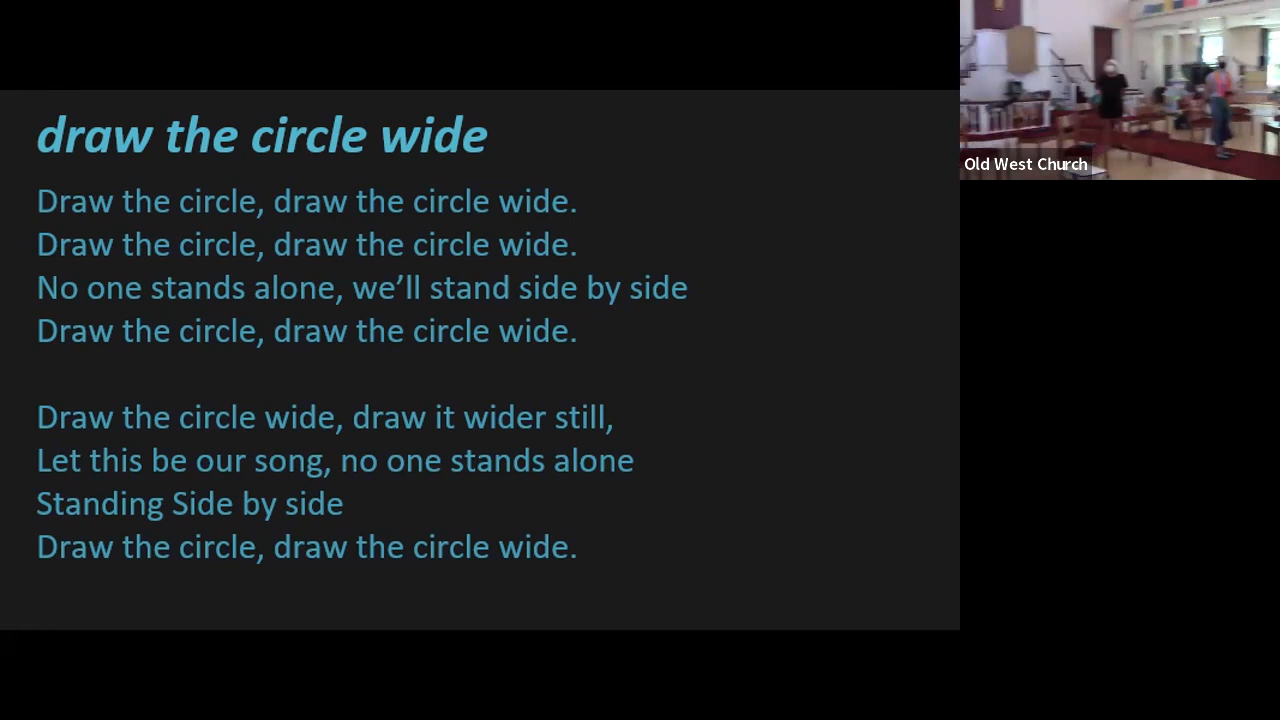 draw the circle wide
Draw the circle, draw the circle wide.
Draw the circle, draw the circle wide.
No one stands alone, we’ll stand side by side
Draw the circle, draw the circle wide.
Draw the circle wide, draw it wider still,
Let this be our song, no one stands alone
Standing Side by side
Draw the circle, draw the circle wide.
Old West Church